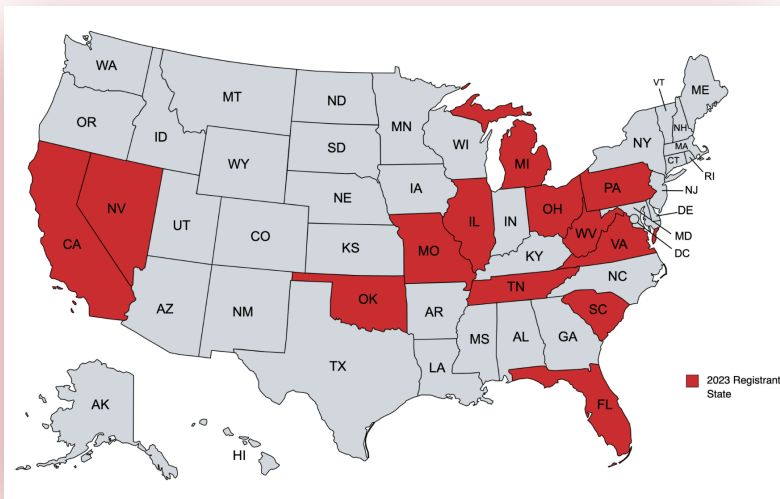 WA
MT
ND
MN
VT
ME
OR
ID
SD
WI
NY
NH
MA
WY
MI
CT
RI
IA
PA
NJ
NE
NV
IL
IN
OH
DE
UT
CA
CO
WV
MD
VA
DC
KS
MO
KY
NC
TN
OK
AZ
NM
AR
SC
MS
AL
GA
TX
LA
2023 Registrant
State
AK
FL
HI